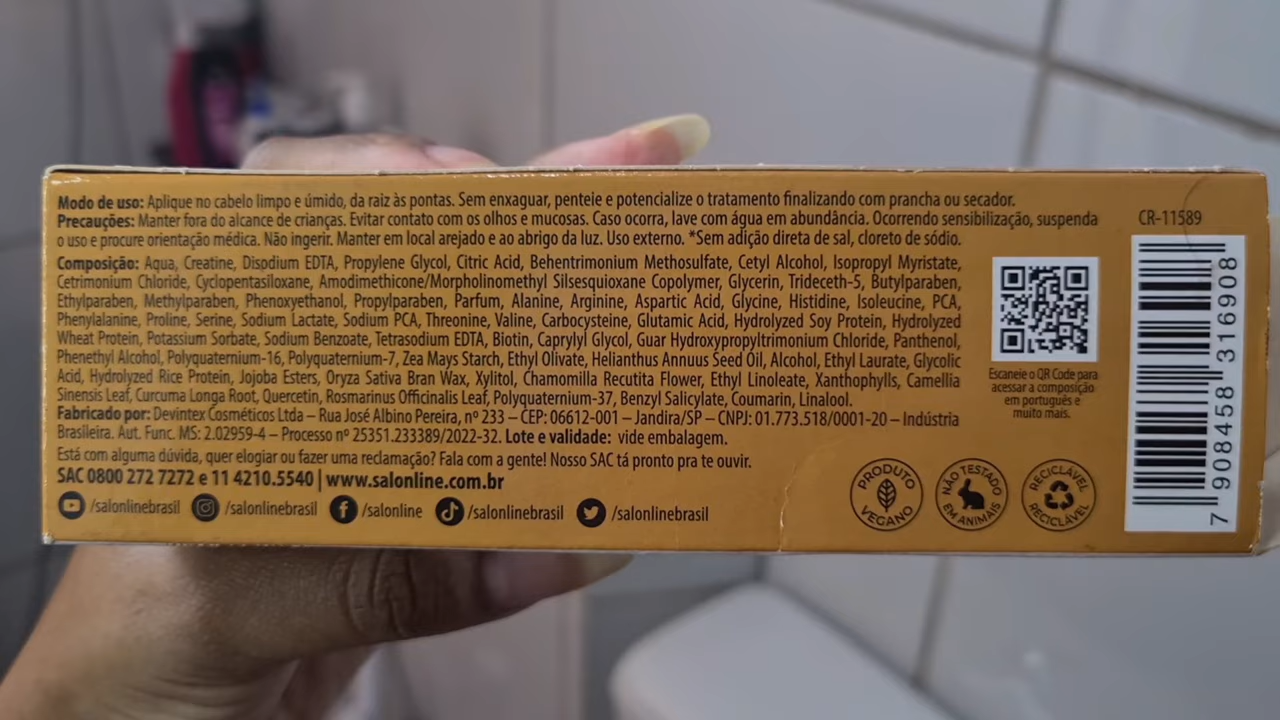 Modo de uso: Aplique no cabelo limpo e úmido, da raiz às pontas. Sem enxaguar, penteie e potencialize o tratamento finalizando com prancha ou secador.
Precauções: Manter fora do alcance de crianças. Evitar contato com os olhos e mucosas. Caso ocorra, lave com água em abundância. Ocorrendo sensibilização, suspenda
o uso e procure orientação médica. Não ingerir. Manter em local arejado e ao abrigo da luz. Uso externo. *Sem adição direta de sal, cloreto de sódio.
Composição: Aqua, Creatine, Disodium EDTA, Propylene Glycol, Citric Acid, Behentrimonium Methosulfate, Cetyl Alcohol, Isopropyl Myristate,
Cetrimonium Chloride, Cyclopentasiloxane, Amodimethicone/Morpholinomethyl Silsesquioxane Copolymer, Glycerin, Trideceth-5, Butylparaben,
Ethylparaben, Methylparaben, Phenoxyethanol, Propylparaben, Parfum, Alanine, Arginine, Aspartic Acid, Glycine, Histidine, Isoleucine, PCA,
Phenylalanine, Proline, Serine, Sodium Lactate, Sodium PCA, Threonine, Valine, Carbocysteine, Glutamic Acid, Hydrolyzed Soy Protein, Hydrolyzed
Wheat Protein, Potassium Sorbate, Sodium Benzoate, Tetrasodium EDTA, Biotin, Caprylyl Glycol, Guar Hydroxypropyltrimonium Chloride, Panthenol,
Phenethyl Alcohol, Polyquaternium-16, Polyquaternium-7, Zea Mays Starch, Ethyl Olivate, Helianthus Annuus Seed Oil, Alcohol, Ethyl Laurate, Glycolic
Acid, Hydrolyzed Rice Protein, Jojoba Esters, Oryza Sativa Bran Wax, Xylitol, Chamomilla Recutita Flower, Ethyl Linoleate, Xanthophylls, Camellia
Sinensis Leaf, Curcuma Longa Root, Quercetin, Rosmarinus Officinalis Leaf, Polyquaternium-37, Benzyl Salicylate, Coumarin, Linalool.
Fabricado por: Devintex Cosméticos Ltda – Rua José Albino Pereira, nº 233 – CEP: 06612-001 – Jandira/SP – CNPJ: 01.773.518/0001-20 – Indústria
Brasileira. Aut. Func. MS: 2.02959-4 – Processo nº 25351.233389/2022-32. Lote e validade: vide embalagem.
Está com alguma dúvida, quer elogiar ou fazer uma reclamação? Fala com a gente! Nosso SAC tá pronto pra te ouvir.
SAC 0800 272 7272 e 11 4210.5540 | www.salonline.com.br
/salonlinebrasil /salonlinebrasil /salonline /salonlinebrasil /salonlinebrasil
CR-11589
Escaneie o QR Code para
acessar a composição
em português e
muito mais.
PRODUTO VEGANO
NÃO TESTADO EM ANIMAIS
RECICLÁVEL RECICLÁVEL
7 908458 316908